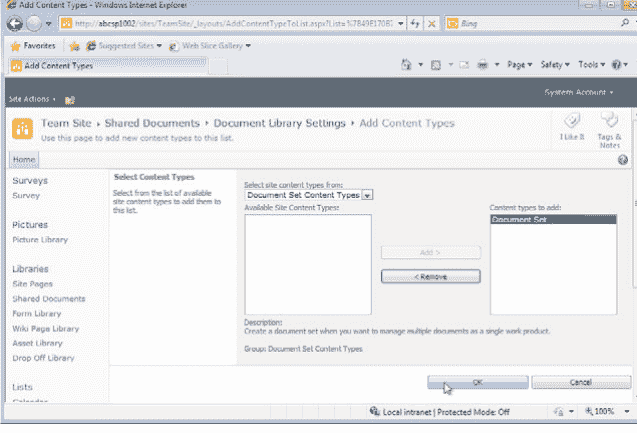 Add Content Types - Windows Internet Explorer
http://abcsp1002/sites/TeamSite/_layouts/AddContentTypeToList.aspx?List=
Bing
Favorites Suggested Sites Web Slice Gallery
Add Content Types
Page Safety Tools
System Account
Site Actions
Team Site Shared Documents Document Library Settings Add Content Types
Use this page to add new content types to this list.
I Like It
Tags & Notes
Home
Surveys
Survey
Pictures
Picture Library
Libraries
Site Pages
Shared Documents
Form Library
Wiki Page Library
Asset Library
Drop Off Library
Lists
Calendar
Select Content Types
Select from the list of available
site content types to add them to
this list.
Select site content types from:
Document Set Content Types
Available Site Content Types:
Add >
< Remove
Content types to add:
Document Set
Description:
Create a document set when you want to manage multiple documents as a single work product.
Group: Document Set Content Types
OK
Cancel
Local intranet | Protected Mode: Off
100%